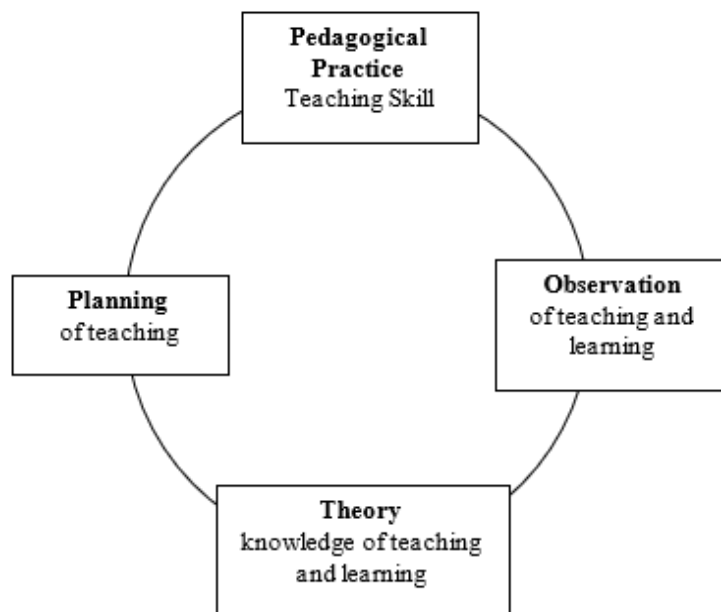 Pedagogical
Practice
Teaching Skill
Planning
of teaching
Observation
of teaching and
learning
Theory
knowledge of teaching
and learning